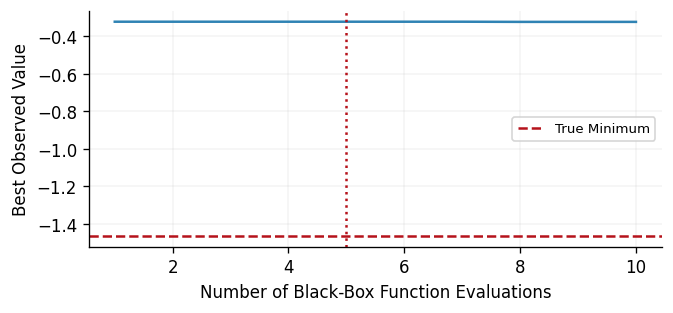 Best Observed Value
−0.4
−0.6
−0.8
−1.0
−1.2
−1.4
True Minimum
2 4 6 8 10
Number of Black-Box Function Evaluations